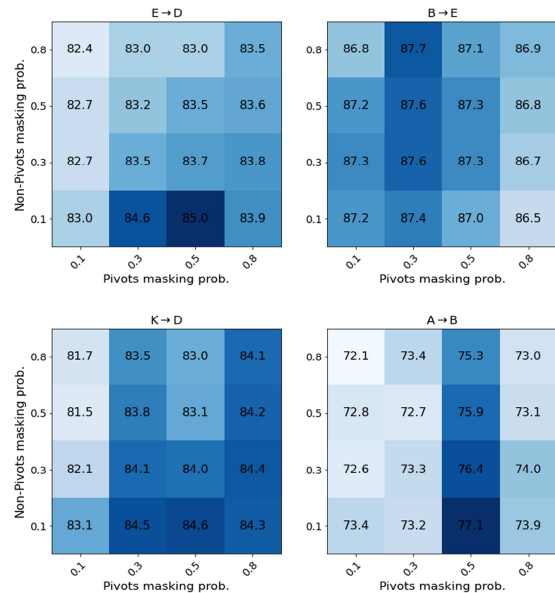 E → D
B → E
Non-Pivots masking prob.
0.8 82.4 83.0 83.0 83.5
0.5 82.7 83.2 83.5 83.6
0.3 82.7 83.5 83.7 83.8
0.1 83.0 84.6 85.0 83.9
0.1 0.3 0.5 0.8
Pivots masking prob.
Non-Pivots masking prob.
0.8 86.8 87.7 87.1 86.9
0.5 87.2 87.6 87.3 86.8
0.3 87.3 87.6 87.3 86.7
0.1 87.2 87.4 87.0 86.5
0.1 0.3 0.5 0.8
Pivots masking prob.
K → D
A → B
Non-Pivots masking prob.
0.8 81.7 83.5 83.0 84.1
0.5 81.5 83.8 83.1 84.2
0.3 82.1 84.1 84.0 84.4
0.1 83.1 84.5 84.6 84.3
0.1 0.3 0.5 0.8
Pivots masking prob.
Non-Pivots masking prob.
0.8 72.1 73.4 75.3 73.0
0.5 72.8 72.7 75.9 73.1
0.3 72.6 73.3 76.4 74.0
0.1 73.4 73.2 77.1 73.9
0.1 0.3 0.5 0.8
Pivots masking prob.